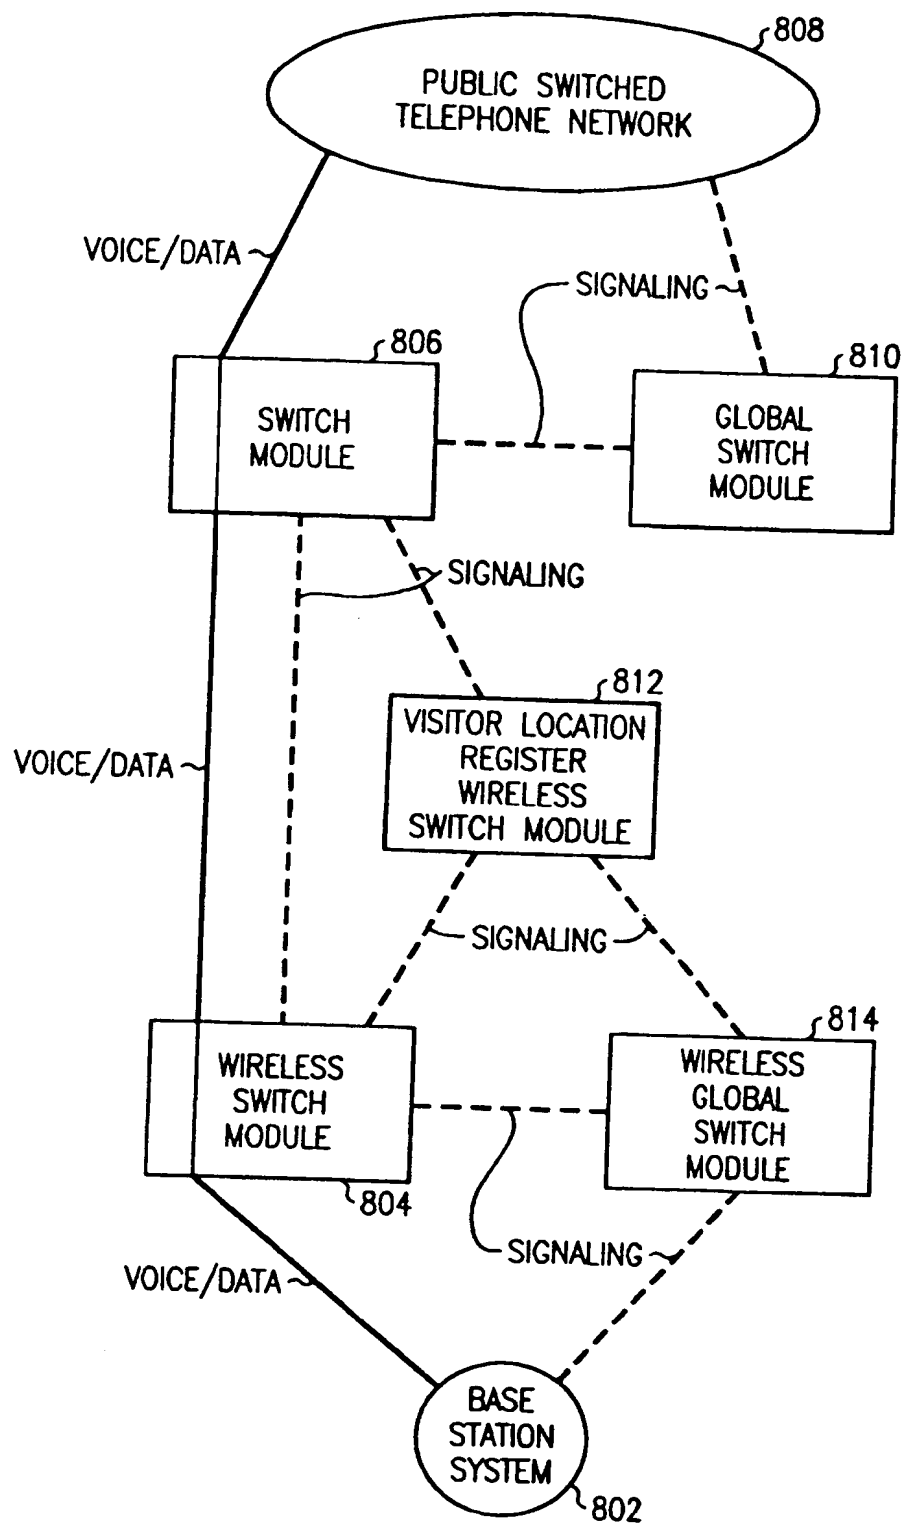 808
PUBLIC SWITCHED
TELEPHONE NETWORK
VOICE/DATA
SIGNALING
806
810
SWITCH
MODULE
GLOBAL
SWITCH
MODULE
SIGNALING
812
VISITOR LOCATION
REGISTER
WIRELESS
SWITCH MODULE
VOICE/DATA
SIGNALING
814
WIRELESS
SWITCH
MODULE
WIRELESS
GLOBAL
SWITCH
MODULE
804
SIGNALING
VOICE/DATA
BASE
STATION
SYSTEM
802